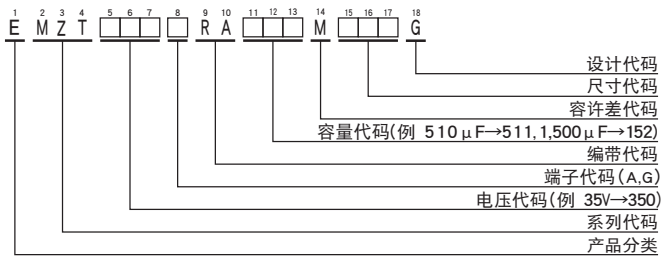 1 2 3 4 5 6 7 8 9 10 11 12 13 14 15 16 17 18
E M Z T □□□ □ R A □□□ M □□□ G
设计代码
尺寸代码
容许差代码
容量代码(例 510μF→511,1,500μF→152)
编带代码
端子代码(A,G)
电压代码(例 35V→350)
系列代码
产品分类